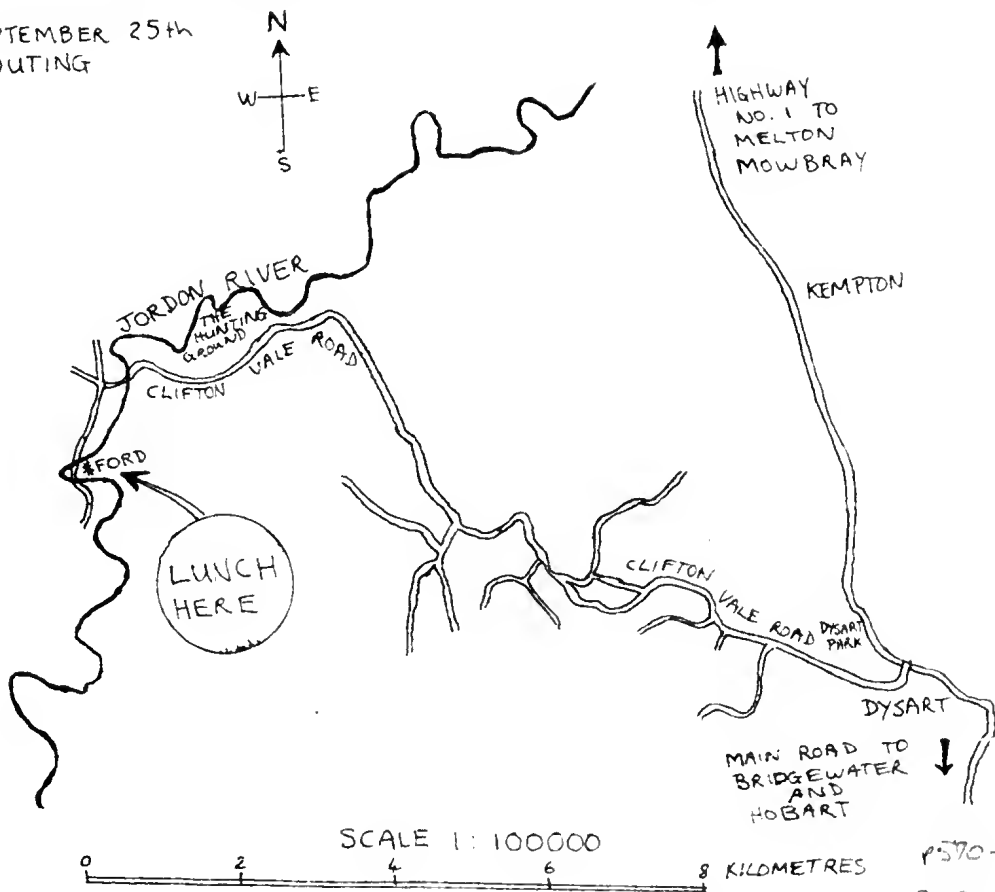 PTEMBER 25th
OUTING
N
W E
S
HIGHWAY
NO. 1 TO
MELTON
MOWBRAY
KEMPTON
JORDON RIVER
THE
HUNTING
GROUND
CLIFTON VALE ROAD
*FORD
LUNCH
HERE
CLIFTON
VALE ROAD
DYSART
PARK
DYSART
MAIN ROAD TO
BRIDGEWATER
AND
HOBART
SCALE 1:100000
0 2 4 6 8 KILOMETRES